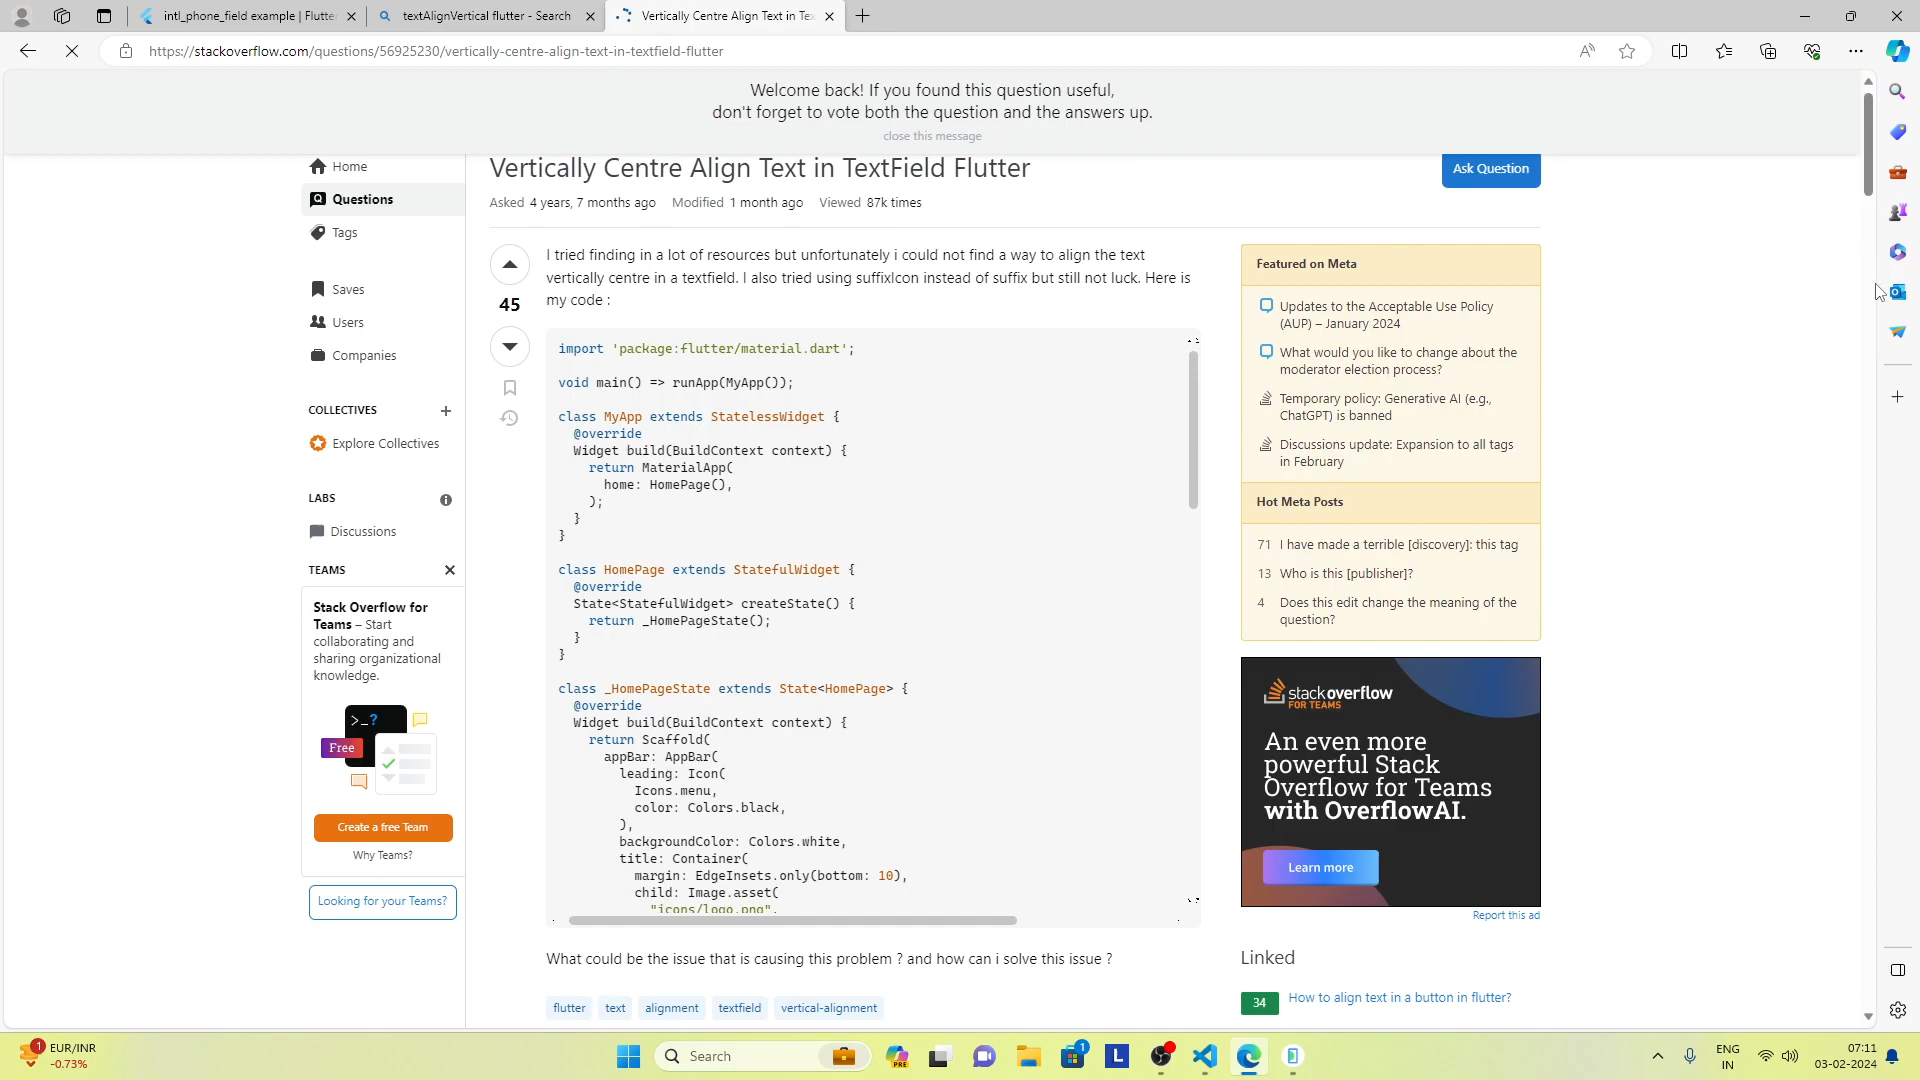 intl_phone_field example | Flutter
textAlignVertical flutter - Search
Vertically Centre Align Text in Tex
https://stackoverflow.com/questions/56925230/vertically-centre-align-text-in-textfield-flutter
Welcome back! If you found this question useful,
don't forget to vote both the question and the answers up.
close this message
Home
Questions
Tags
Saves
Users
Companies
COLLECTIVES
Explore Collectives
LABS
Discussions
TEAMS
Stack Overflow for
Teams – Start
collaborating and
sharing organizational
knowledge.
>_?
Free
Create a free Team
Why Teams?
Looking for your Teams?
Vertically Centre Align Text in TextField Flutter
Ask Question
Asked 4 years, 7 months ago Modified 1 month ago Viewed 87k times
45
I tried finding in a lot of resources but unfortunately i could not find a way to align the text
vertically centre in a textfield. I also tried using suffixIcon instead of suffix but still not luck. Here is
my code :
import 'package:flutter/material.dart';
void main() => runApp(MyApp());
class MyApp extends StatelessWidget {
@override
Widget build(BuildContext context) {
return MaterialApp(
home: HomePage(),
);
}
}
class HomePage extends StatefulWidget {
@override
State<StatefulWidget> createState() {
return _HomePageState();
}
}
class _HomePageState extends State<HomePage> {
@override
Widget build(BuildContext context) {
return Scaffold(
appBar: AppBar(
leading: Icon(
Icons.menu,
color: Colors.black,
),
backgroundColor: Colors.white,
title: Container(
margin: EdgeInsets.only(bottom: 10),
child: Image.asset(
"icons/logo.png",
What could be the issue that is causing this problem ? and how can i solve this issue ?
flutter text alignment textfield vertical-alignment
Featured on Meta
Updates to the Acceptable Use Policy
(AUP) – January 2024
What would you like to change about the
moderator election process?
Temporary policy: Generative AI (e.g.,
ChatGPT) is banned
Discussions update: Expansion to all tags
in February
Hot Meta Posts
71 I have made a terrible [discovery]: this tag
13 Who is this [publisher]?
4 Does this edit change the meaning of the
question?
stackoverflow
FOR TEAMS
An even more
powerful Stack
Overflow for Teams
with OverflowAI.
Learn more
Report this ad
Linked
34 How to align text in a button in flutter?
1
EUR/INR
-0.73%
Search
PRE
1
L
ENG
IN
07:11
03-02-2024